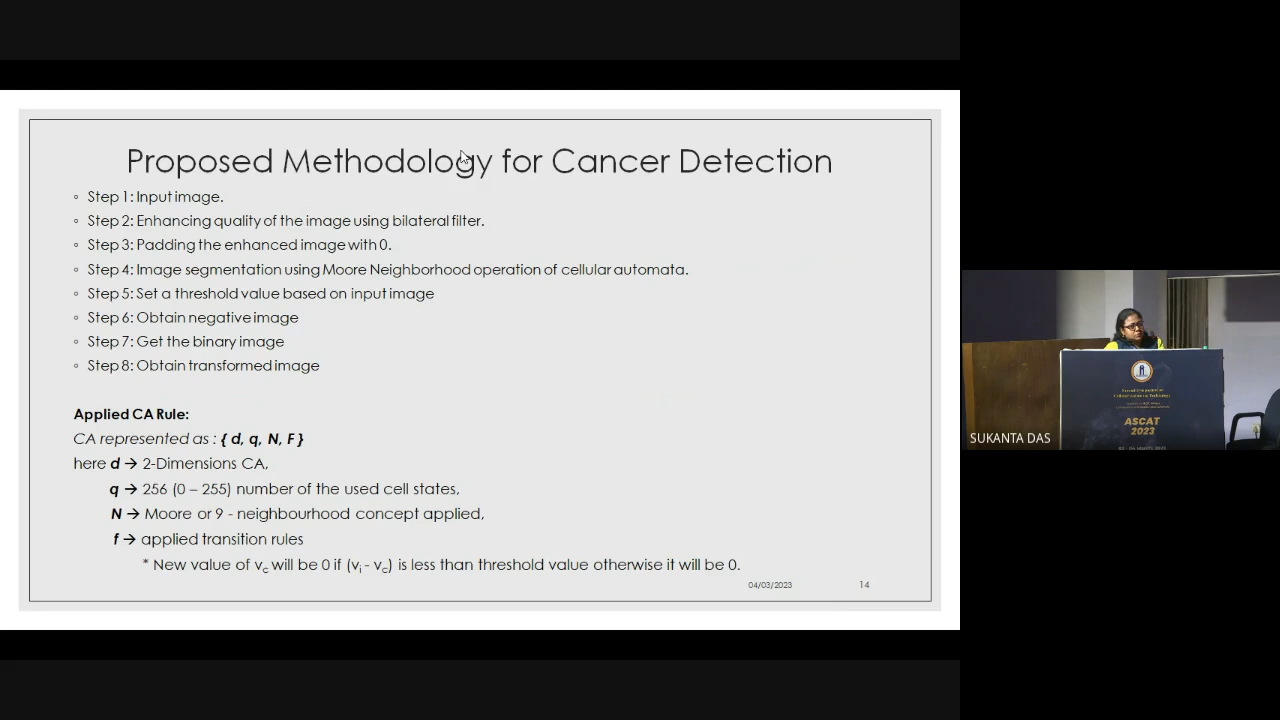 Proposed Methodology for Cancer Detection
◦ Step 1: Input image.
◦ Step 2: Enhancing quality of the image using bilateral filter.
◦ Step 3: Padding the enhanced image with 0.
◦ Step 4: Image segmentation using Moore Neighborhood operation of cellular automata.
◦ Step 5: Set a threshold value based on input image
◦ Step 6: Obtain negative image
◦ Step 7: Get the binary image
◦ Step 8: Obtain transformed image
Applied CA Rule:
CA represented as : { d, q, N, F }
here d → 2-Dimensions CA,
q → 256 (0 – 255) number of the used cell states,
N → Moore or 9 - neighbourhood concept applied,
f → applied transition rules
* New value of vc will be 0 if (vi - vc) is less than threshold value otherwise it will be 0.
04/03/2023 14
ASCAT
2023
SUKANTA DAS